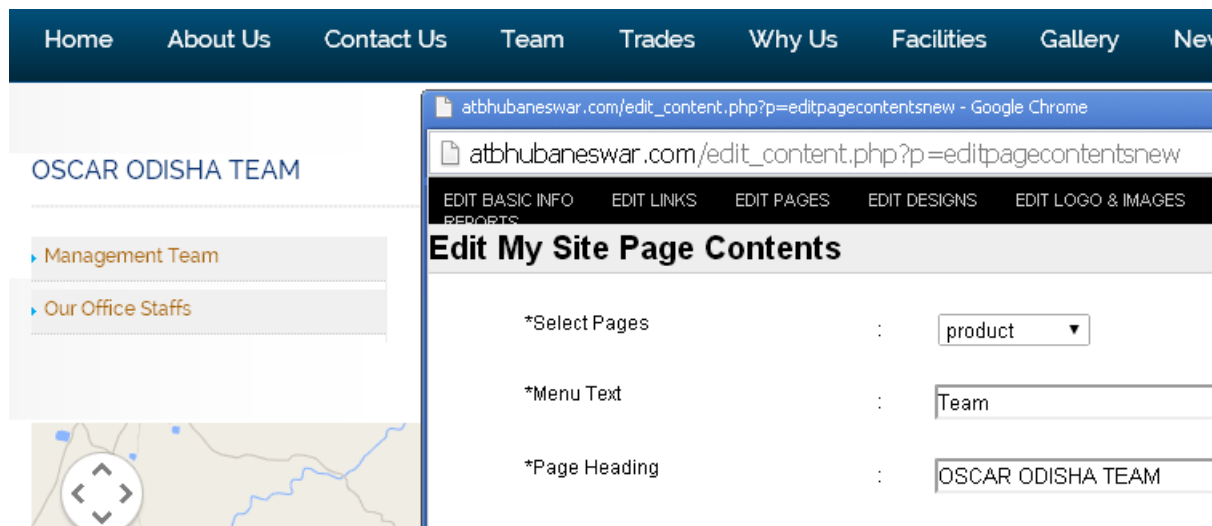 Home About Us Contact Us Team Trades Why Us Facilities Gallery
atbhubaneswar.com/edit_content.php?p=editpagecontentsnew - Google Chrome
atbhubaneswar.com/edit_content.php?p=editpagecontentsnew
OSCAR ODISHA TEAM
EDIT BASIC INFO EDIT LINKS EDIT PAGES EDIT DESIGNS EDIT LOGO & IMAGES
REPORTS
Edit My Site Page Contents
Management Team
Our Office Staffs
*Select Pages : product
*Menu Text : Team
*Page Heading : OSCAR ODISHA TEAM